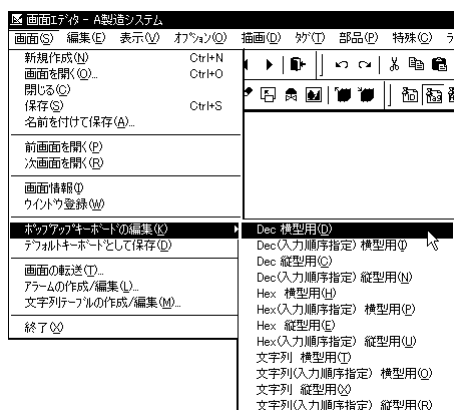 画面ｴﾃﾞｨﾀ - A製造システム
画面(S) 編集(E) 表示(V) ｵﾌﾟｼｮﾝ(O) 描画(D) ﾀｸﾞ(T) 部品(P) 特殊(C) ラ
新規作成(N) Ctrl+N
画面を開く(O)... Ctrl+O
閉じる(C)
保存(S) Ctrl+S
名前を付けて保存(A)...
前画面を開く(P)
次画面を開く(R)
画面情報(I)
ｳｲﾝﾄﾞｳ登録(W)
ﾎﾟｯﾌﾟｱｯﾌﾟｷｰﾎﾞｰﾄﾞの編集(K)
ﾃﾞﾌｫﾙﾄｷｰﾎﾞｰﾄﾞとして保存(D)
画面の転送(T)...
ｱﾗｰﾑの作成/編集(L)...
文字列ﾃｰﾌﾞﾙの作成/編集(M)...
終了(X)
Dec 横型用(D)
Dec(入力順序指定) 横型用(I)
Dec 縦型用(C)
Dec(入力順序指定) 縦型用(N)
Hex 横型用(H)
Hex(入力順序指定) 横型用(P)
Hex 縦型用(E)
Hex(入力順序指定) 縦型用(U)
文字列 横型用(T)
文字列(入力順序指定) 横型用(O)
文字列 縦型用(X)
文字列(入力順序指定) 縦型用(R)